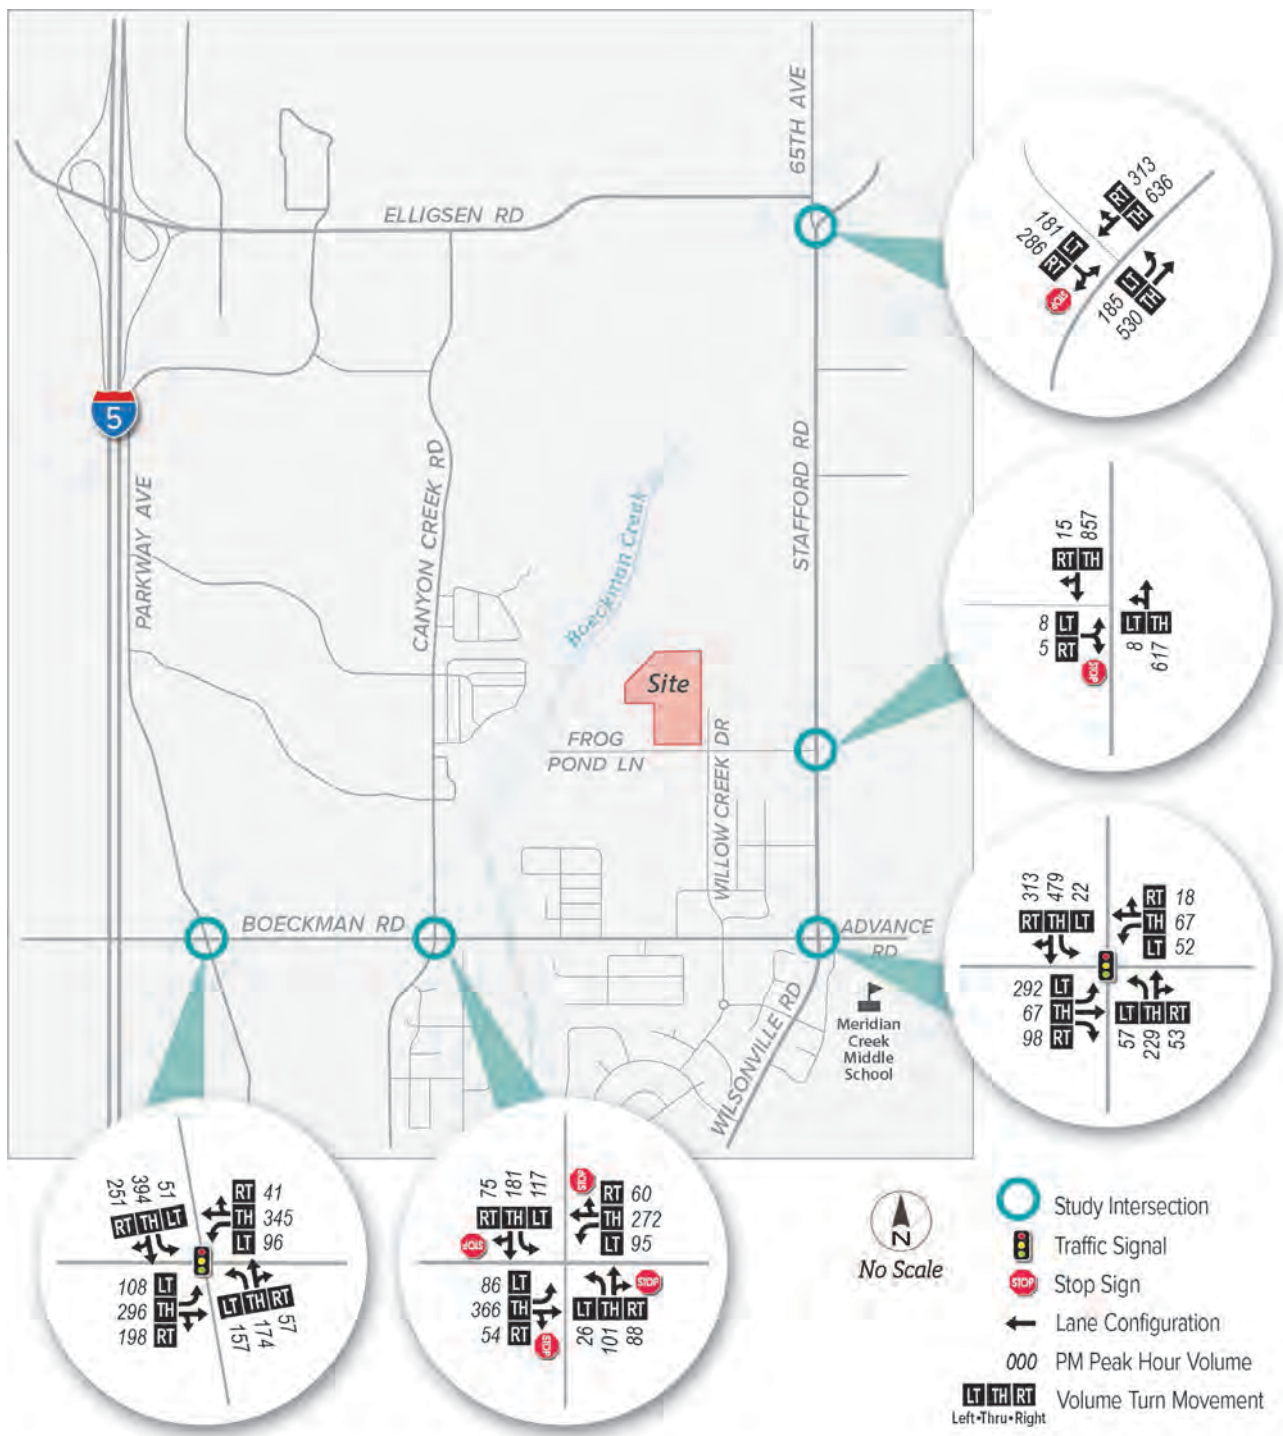 65TH AVE
ELLIGSEN RD
5
PARKWAY AVE
CANYON CREEK RD
Boeckman Creek
STAFFORD RD
Site
FROG
POND LN
WILLOW CREEK DR
BOECKMAN RD
ADVANCE
RD
WILSONVILLE RD
Meridian
Creek
Middle
School
RT 313
TH 636
181 LT
286 RT
STOP
185 LT
530 TH
15 857
RT TH
8 LT
5 RT
STOP
LT TH
8 617
313 479 22
RT TH LT
RT 18
TH 67
LT 52
292 LT
67 TH
98 RT
LT TH RT
57 229 53
251 394 51
RT TH LT
RT 41
TH 345
LT 96
108 LT
296 TH
198 RT
LT TH RT
157 174 57
75 181 117
RT TH LT
STOP
STOP
RT 60
TH 272
LT 95
86 LT
366 TH
54 RT
STOP
STOP
LT TH RT
26 101 88
N
No Scale
Study Intersection
Traffic Signal
STOP Stop Sign
Lane Configuration
000 PM Peak Hour Volume
LT TH RT Volume Turn Movement
Left•Thru•Right